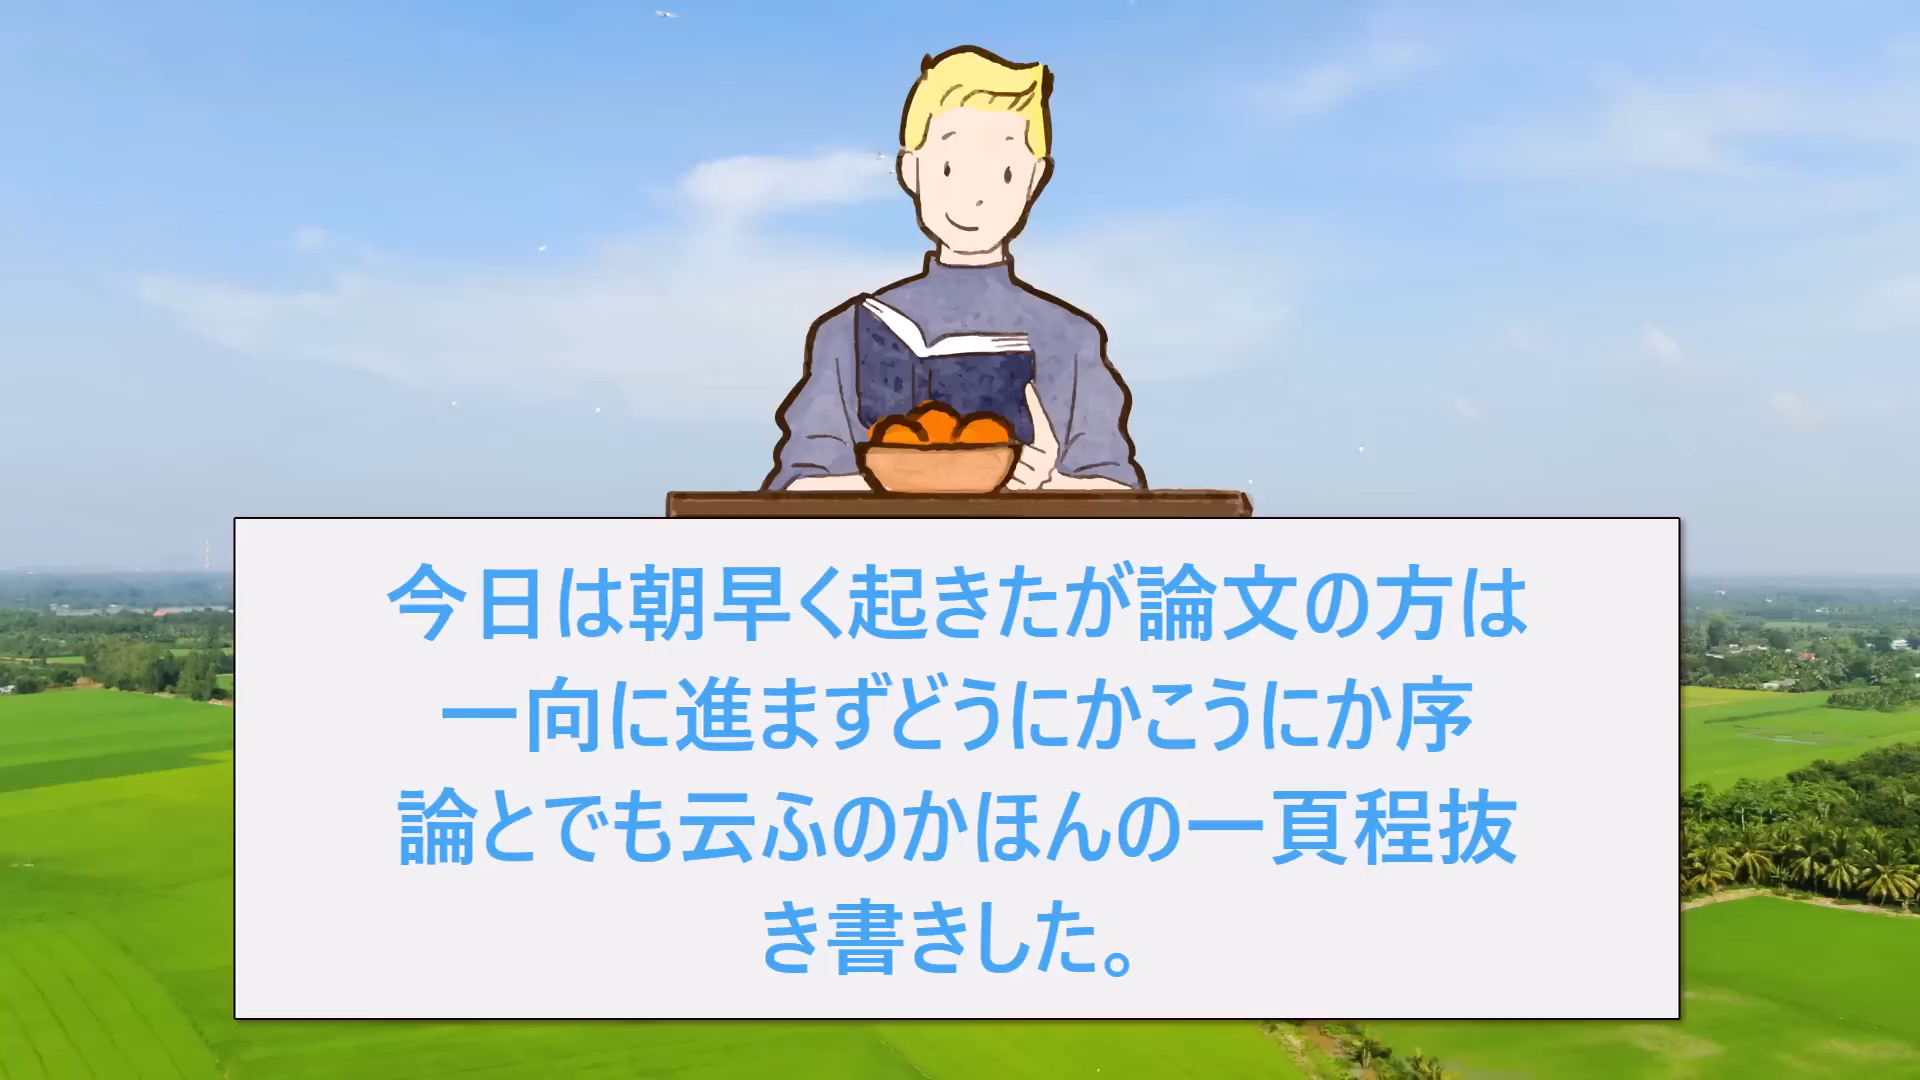 今日は朝早く起きたが論文の方は
一向に進まずどうにかこうにか序
論とでも云ふのかほんの一頁程抜
き書きした。